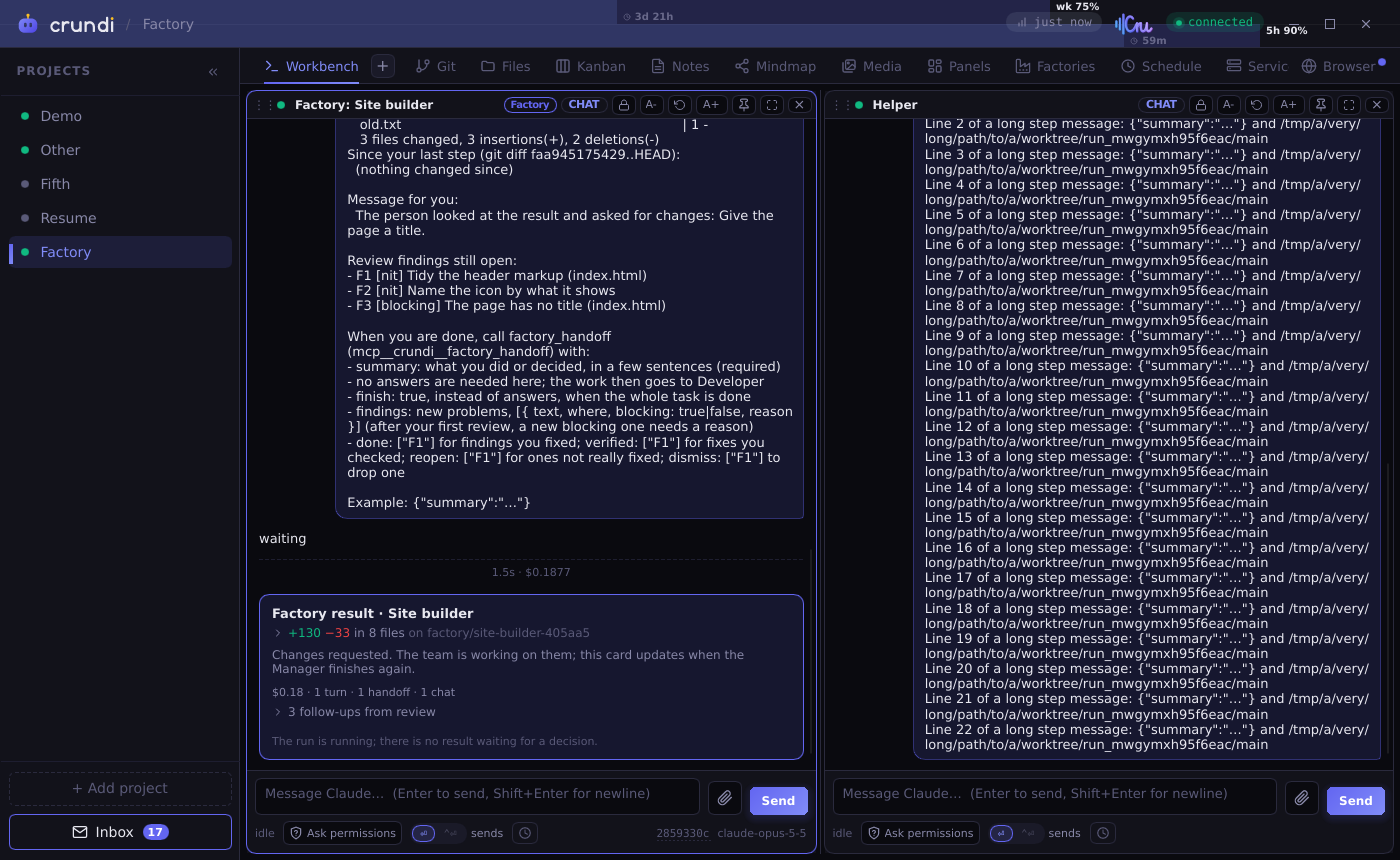 crundi / Factory
3d 21h
wk 75%
just now
Cru
connected
59m
5h 90%
PROJECTS «
Demo
Other
Fifth
Resume
Factory
+ Add project
Inbox 17
Workbench + Git Files Kanban Notes Mindmap Media Panels Factories Schedule Servic Browser
Factory: Site builder Factory CHAT A- A+
old.txt | 1 -
3 files changed, 3 insertions(+), 2 deletions(-)
Since your last step (git diff faa945175429..HEAD):
(nothing changed since)
Message for you:
The person looked at the result and asked for changes: Give the
page a title.
Review findings still open:
- F1 [nit] Tidy the header markup (index.html)
- F2 [nit] Name the icon by what it shows
- F3 [blocking] The page has no title (index.html)
When you are done, call factory_handoff
(mcp__crundi__factory_handoff) with:
- summary: what you did or decided, in a few sentences (required)
- no answers are needed here; the work then goes to Developer
- finish: true, instead of answers, when the whole task is done
- findings: new problems, [{ text, where, blocking: true|false, reason
}] (after your first review, a new blocking one needs a reason)
- done: ["F1"] for findings you fixed; verified: ["F1"] for fixes you
checked; reopen: ["F1"] for ones not really fixed; dismiss: ["F1"] to
drop one
Example: {"summary":"…"}
waiting
1.5s · $0.1877
Factory result · Site builder
+130 −33 in 8 files on factory/site-builder-405aa5
Changes requested. The team is working on them; this card updates when the
Manager finishes again.
$0.18 · 1 turn · 1 handoff · 1 chat
3 follow-ups from review
The run is running; there is no result waiting for a decision.
Message Claude… (Enter to send, Shift+Enter for newline)
Send
idle Ask permissions sends 2859330c claude-opus-5-5
Helper CHAT A- A+
Line 2 of a long step message: {"summary":"…"} and /tmp/a/very/
long/path/to/a/worktree/run_mwgymxh95f6eac/main
Line 3 of a long step message: {"summary":"…"} and /tmp/a/very/
long/path/to/a/worktree/run_mwgymxh95f6eac/main
Line 4 of a long step message: {"summary":"…"} and /tmp/a/very/
long/path/to/a/worktree/run_mwgymxh95f6eac/main
Line 5 of a long step message: {"summary":"…"} and /tmp/a/very/
long/path/to/a/worktree/run_mwgymxh95f6eac/main
Line 6 of a long step message: {"summary":"…"} and /tmp/a/very/
long/path/to/a/worktree/run_mwgymxh95f6eac/main
Line 7 of a long step message: {"summary":"…"} and /tmp/a/very/
long/path/to/a/worktree/run_mwgymxh95f6eac/main
Line 8 of a long step message: {"summary":"…"} and /tmp/a/very/
long/path/to/a/worktree/run_mwgymxh95f6eac/main
Line 9 of a long step message: {"summary":"…"} and /tmp/a/very/
long/path/to/a/worktree/run_mwgymxh95f6eac/main
Line 10 of a long step message: {"summary":"…"} and /tmp/a/very/
long/path/to/a/worktree/run_mwgymxh95f6eac/main
Line 11 of a long step message: {"summary":"…"} and /tmp/a/very/
long/path/to/a/worktree/run_mwgymxh95f6eac/main
Line 12 of a long step message: {"summary":"…"} and /tmp/a/very/
long/path/to/a/worktree/run_mwgymxh95f6eac/main
Line 13 of a long step message: {"summary":"…"} and /tmp/a/very/
long/path/to/a/worktree/run_mwgymxh95f6eac/main
Line 14 of a long step message: {"summary":"…"} and /tmp/a/very/
long/path/to/a/worktree/run_mwgymxh95f6eac/main
Line 15 of a long step message: {"summary":"…"} and /tmp/a/very/
long/path/to/a/worktree/run_mwgymxh95f6eac/main
Line 16 of a long step message: {"summary":"…"} and /tmp/a/very/
long/path/to/a/worktree/run_mwgymxh95f6eac/main
Line 17 of a long step message: {"summary":"…"} and /tmp/a/very/
long/path/to/a/worktree/run_mwgymxh95f6eac/main
Line 18 of a long step message: {"summary":"…"} and /tmp/a/very/
long/path/to/a/worktree/run_mwgymxh95f6eac/main
Line 19 of a long step message: {"summary":"…"} and /tmp/a/very/
long/path/to/a/worktree/run_mwgymxh95f6eac/main
Line 20 of a long step message: {"summary":"…"} and /tmp/a/very/
long/path/to/a/worktree/run_mwgymxh95f6eac/main
Line 21 of a long step message: {"summary":"…"} and /tmp/a/very/
long/path/to/a/worktree/run_mwgymxh95f6eac/main
Line 22 of a long step message: {"summary":"…"} and /tmp/a/very/
long/path/to/a/worktree/run_mwgymxh95f6eac/main
Message Claude… (Enter to send, Shift+Enter for newline)
Send
idle Ask permissions sends